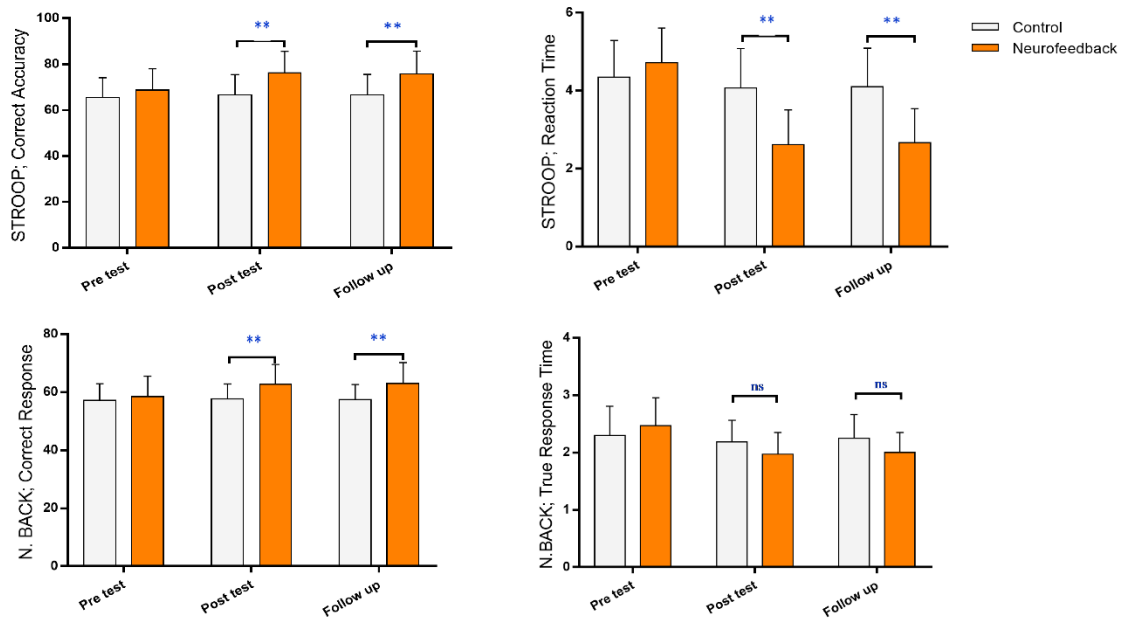 STROOP; Correct Accuracy
100
80
60
40
20
0
**
**
Pre test
Post test
Follow up
STROOP; Reaction Time
6
4
2
0
**
**
Pre test
Post test
Follow up
Control
Neurofeedback
N. BACK; Correct Response
80
60
40
20
0
**
**
Pre test
Post test
Follow up
N.BACK; True Response Time
4
3
2
1
0
ns
ns
Pre test
Post test
Follow up